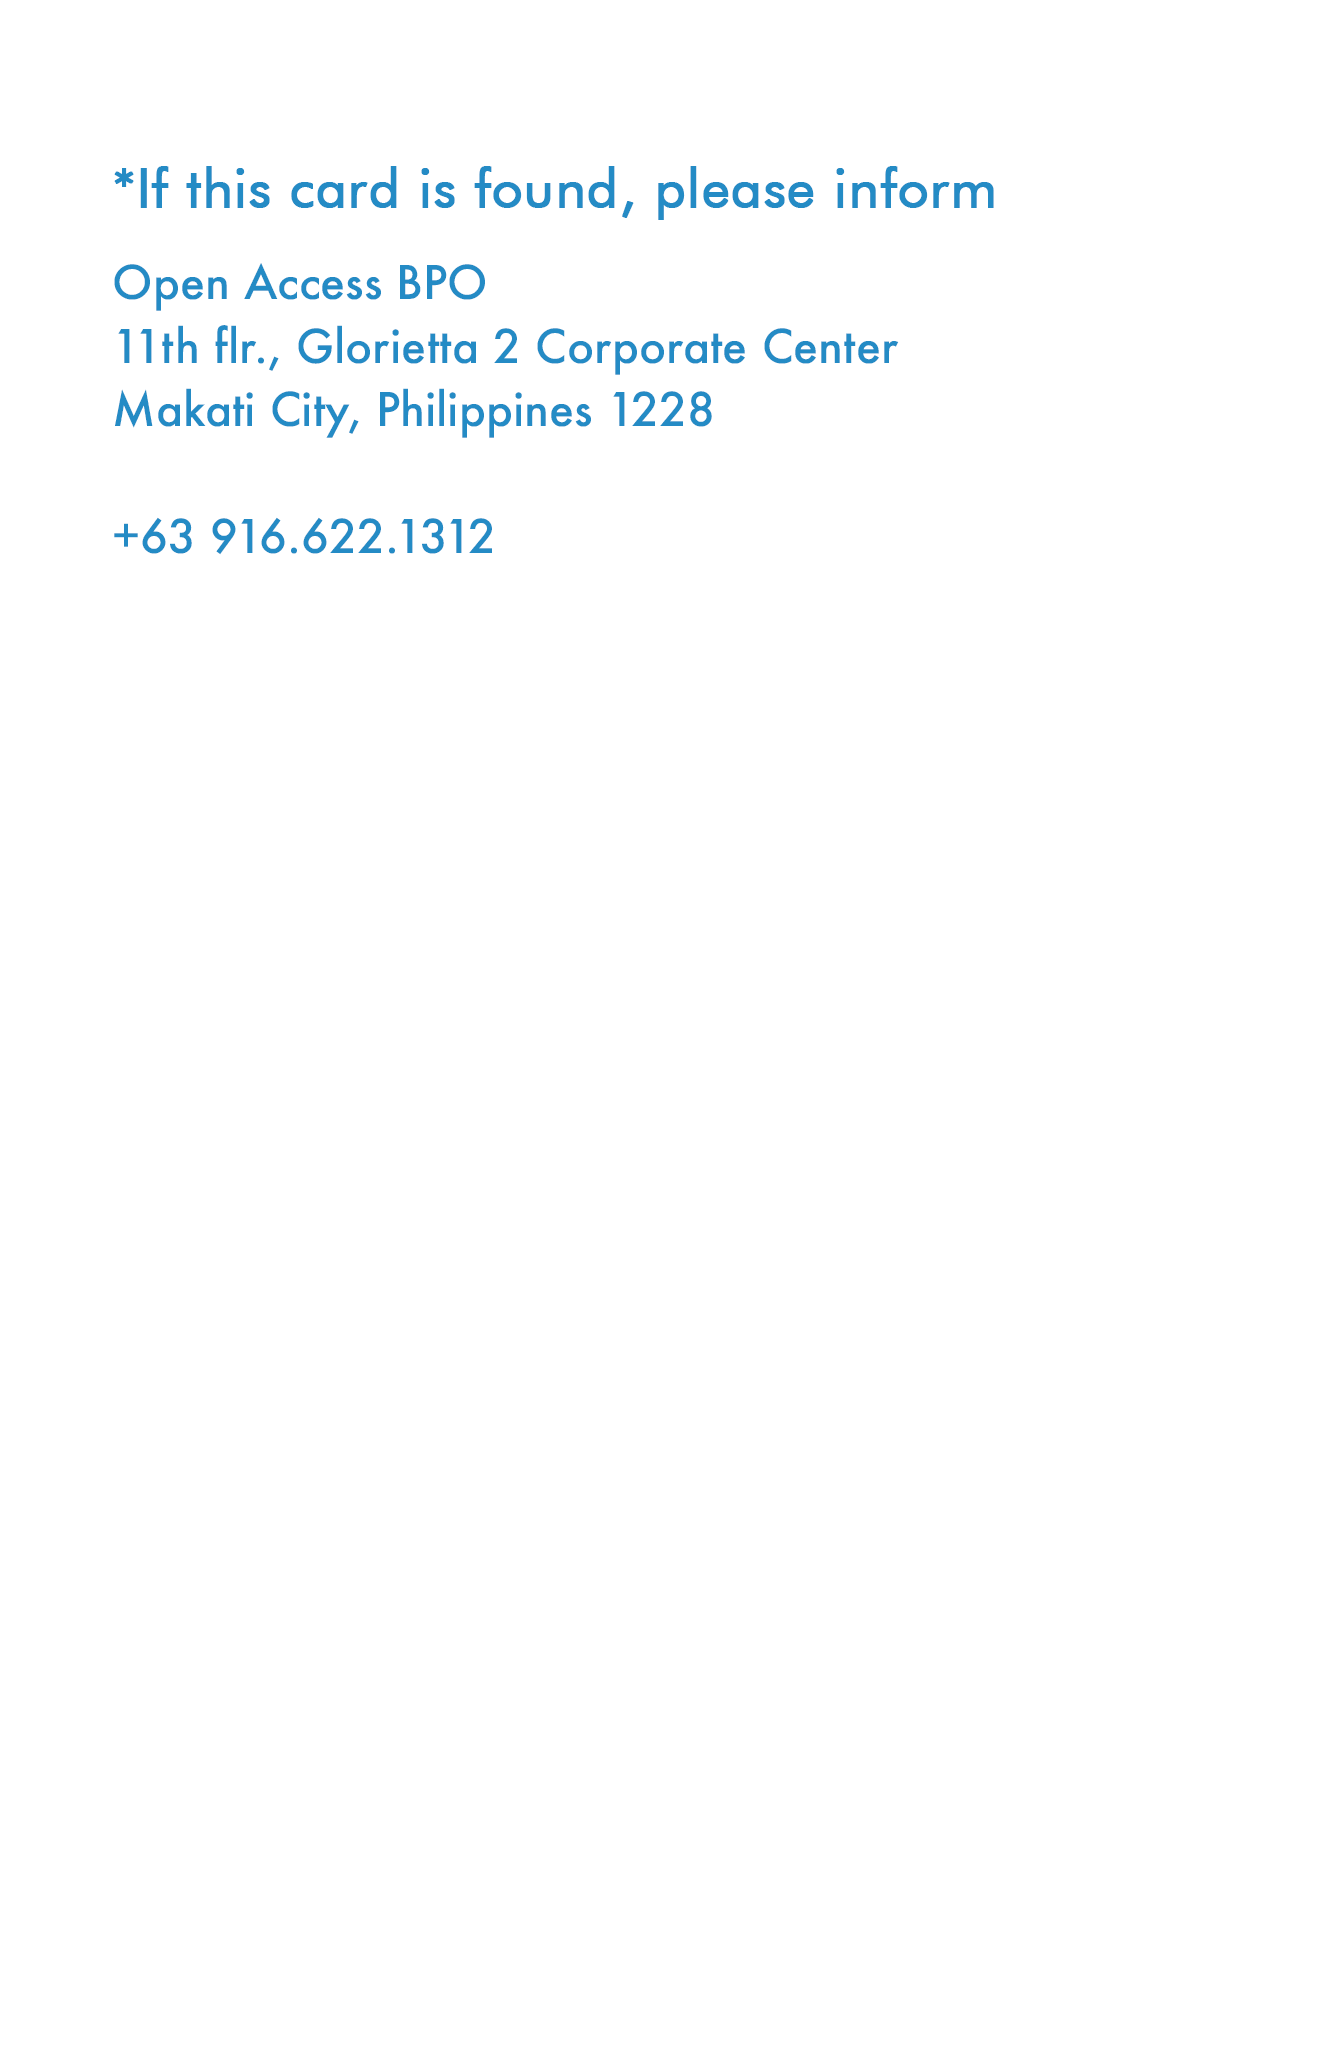 *If this card is found, please inform
Open Access BPO
11th flr., Glorietta 2 Corporate Center
Makati City, Philippines 1228
+63 916.622.1312